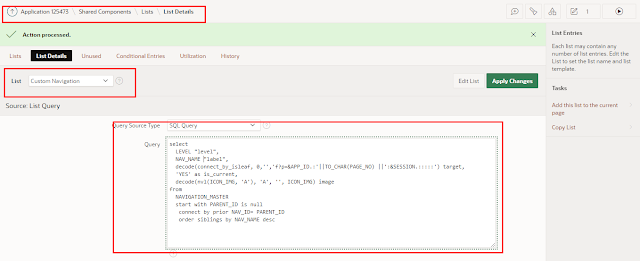 Application 125473 \ Shared Components \ Lists \ List Details
1
Action processed.
Lists
List Details
Unused
Conditional Entries
Utilization
History
List
Custom Navigation
Edit List
Apply Changes
Source: List Query
Query Source Type
SQL Query
Query
select
LEVEL "level",
NAV_NAME "label",
decode(connect_by_isleaf, 0,'','f?p=&APP_ID.:'||TO_CHAR(PAGE_NO) ||':&SESSION.::::::') target,
'YES' as is_current,
decode(nvl(ICON_IMG, 'A'), 'A', '', ICON_IMG) image
from
NAVIGATION_MASTER
start with PARENT_ID is null
connect by prior NAV_ID= PARENT_ID
order siblings by NAV_NAME desc
List Entries
Each list may contain any
number of list entries. Edit the
List to set the list name and list
template.
Tasks
Add this list to the current
page
Copy List